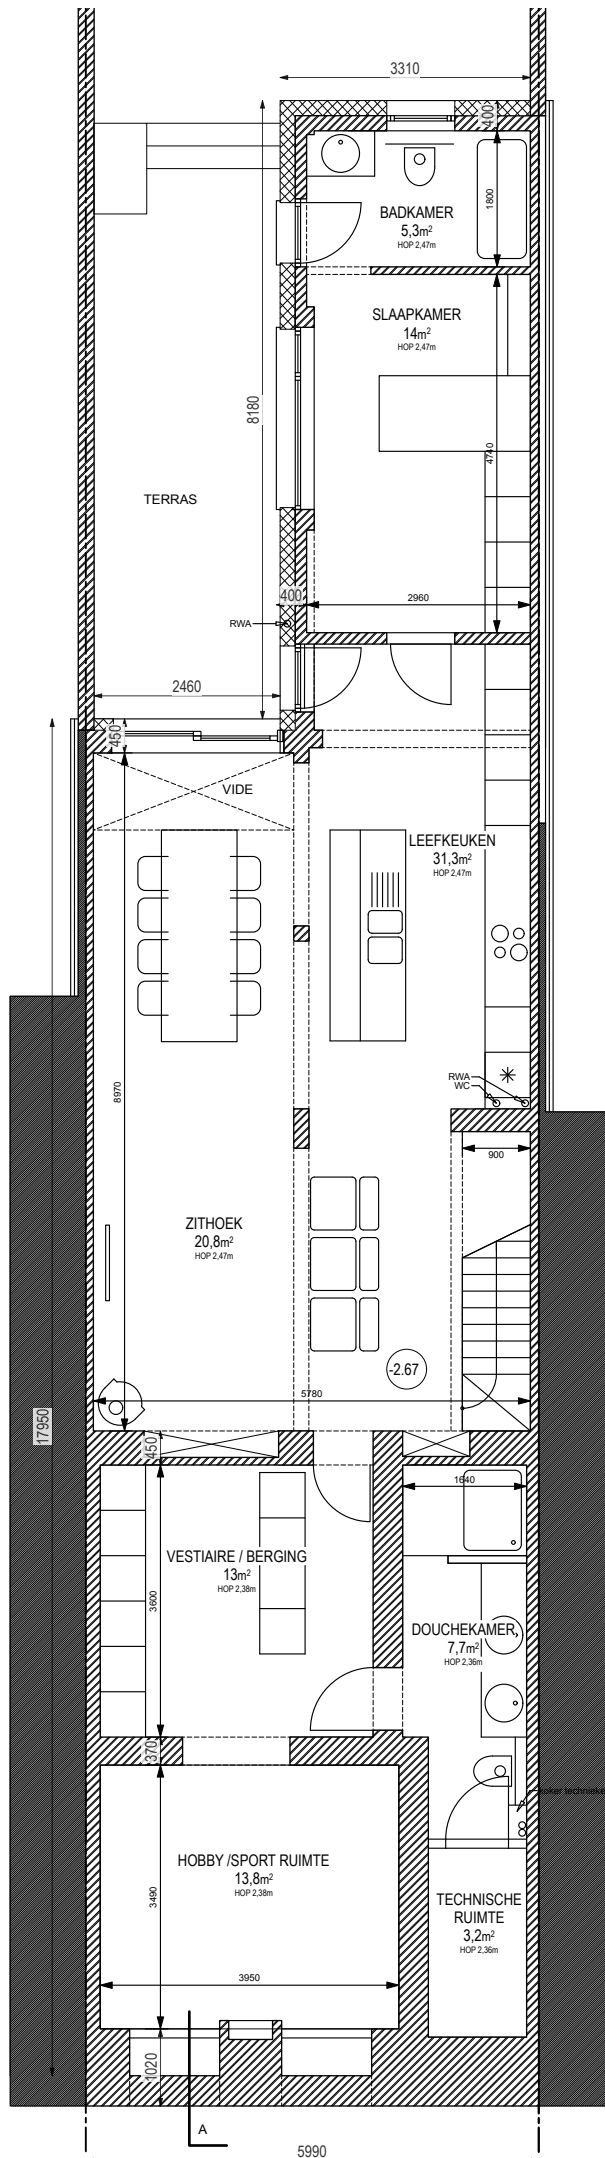 3310
400
BADKAMER
5,3m²
HOP 2,47m
1800
SLAAPKAMER
14m²
HOP 2,47m
8180
4740
TERRAS
400
2960
RWA
2460
450
VIDE
LEEFKEUKEN
31,3m²
HOP 2,47m
RWA
WC
8970
900
ZITHOEK
20,8m²
HOP 2,47m
-2.67
5780
17950
450
1640
VESTIAIRE / BERGING
13m²
HOP 2,38m
3600
DOUCHEKAMER
7,7m²
HOP 2,36m
370
koker technieke
HOBBY /SPORT RUIMTE
13,8m²
HOP 2,38m
3490
TECHNISCHE
RUIMTE
3,2m²
HOP 2,36m
3950
1020
A
5990